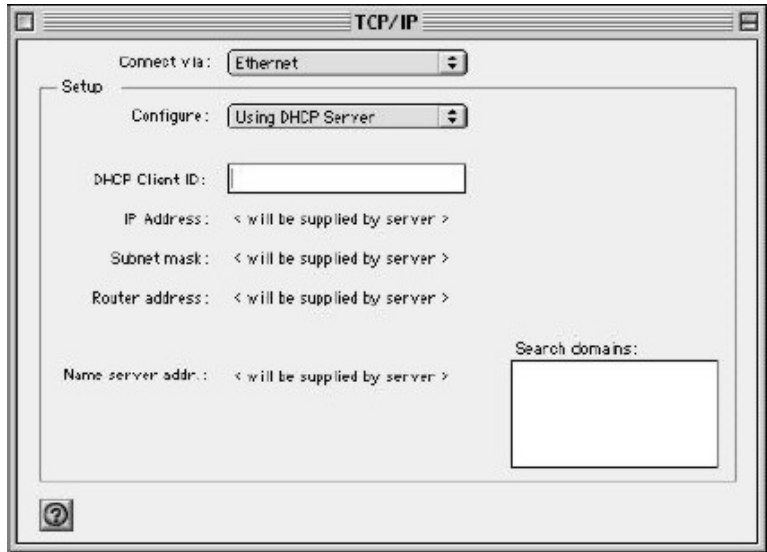 TCP/IP
Connect via: Ethernet
Setup
Configure: Using DHCP Server
DHCP Client ID:
IP Address: < will be supplied by server >
Subnet mask: < will be supplied by server >
Router address: < will be supplied by server >
Search domains:
Name server addr.: < will be supplied by server >
?